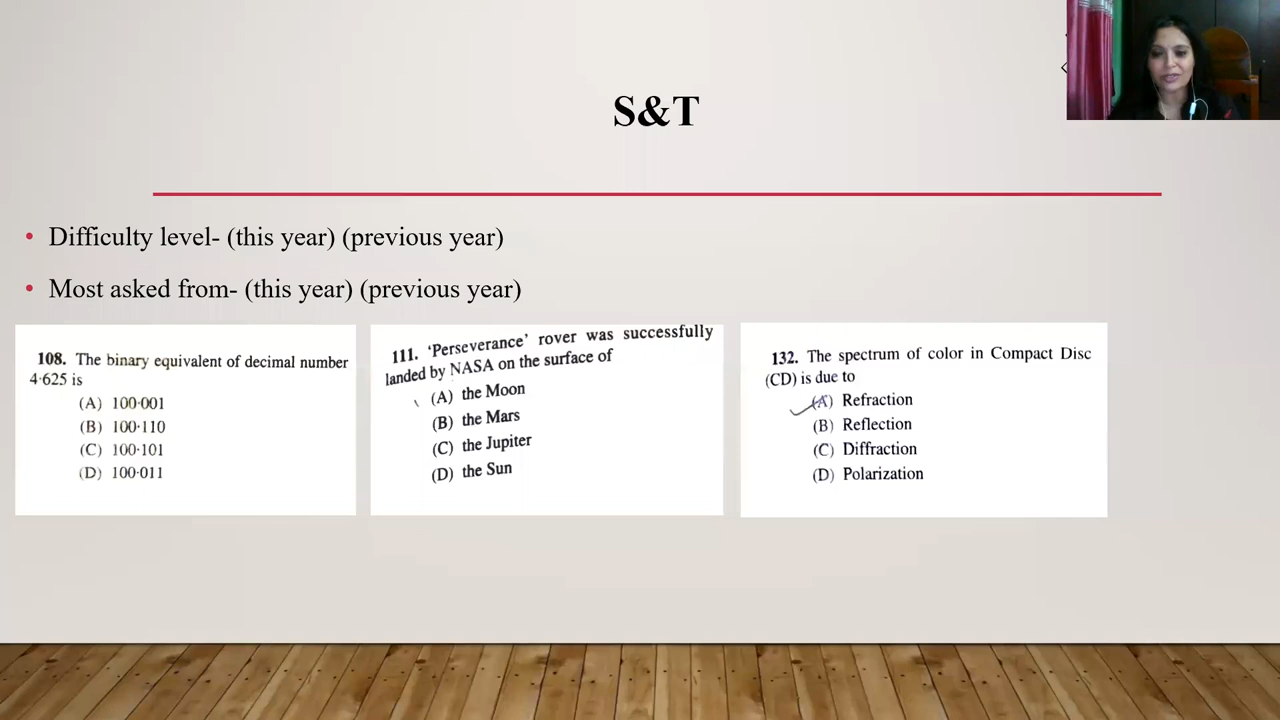 S&T
• Difficulty level- (this year) (previous year)
• Most asked from- (this year) (previous year)
108. The binary equivalent of decimal number
4·625 is
(A) 100·001
(B) 100·110
(C) 100·101
(D) 100·011
111. ‘Perseverance’ rover was successfully
landed by NASA on the surface of
(A) the Moon
(B) the Mars
(C) the Jupiter
(D) the Sun
132. The spectrum of color in Compact Disc
(CD) is due to
(A) Refraction
(B) Reflection
(C) Diffraction
(D) Polarization